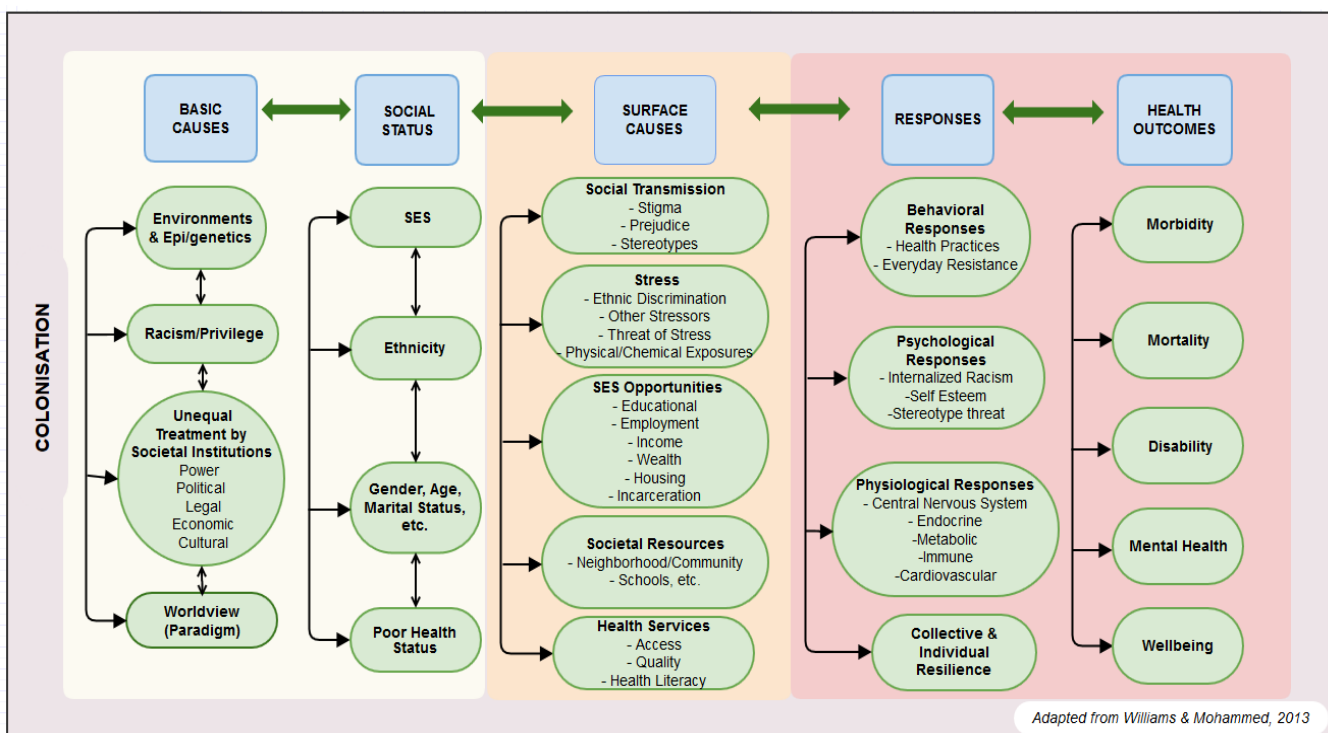 COLONISATION
BASIC
CAUSES
SOCIAL
STATUS
SURFACE
CAUSES
RESPONSES
HEALTH
OUTCOMES
Environments
& Epi/genetics
Racism/Privilege
Unequal
Treatment by
Societal Institutions
Power
Political
Legal
Economic
Cultural
Worldview
(Paradigm)
SES
Ethnicity
Gender, Age,
Marital Status,
etc.
Poor Health
Status
Social Transmission
- Stigma
- Prejudice
- Stereotypes
Stress
- Ethnic Discrimination
- Other Stressors
- Threat of Stress
- Physical/Chemical Exposures
SES Opportunities
- Educational
- Employment
- Income
- Wealth
- Housing
- Incarceration
Societal Resources
- Neighborhood/Community
- Schools, etc.
Health Services
- Access
- Quality
- Health Literacy
Behavioral
Responses
- Health Practices
- Everyday Resistance
Psychological
Responses
- Internalized Racism
-Self Esteem
- Stereotype threat
Physiological Responses
- Central Nervous System
- Endocrine
-Metabolic
- Immune
- Cardiovascular
Collective &
Individual
Resilience
Morbidity
Mortality
Disability
Mental Health
Wellbeing
Adapted from Williams & Mohammed, 2013